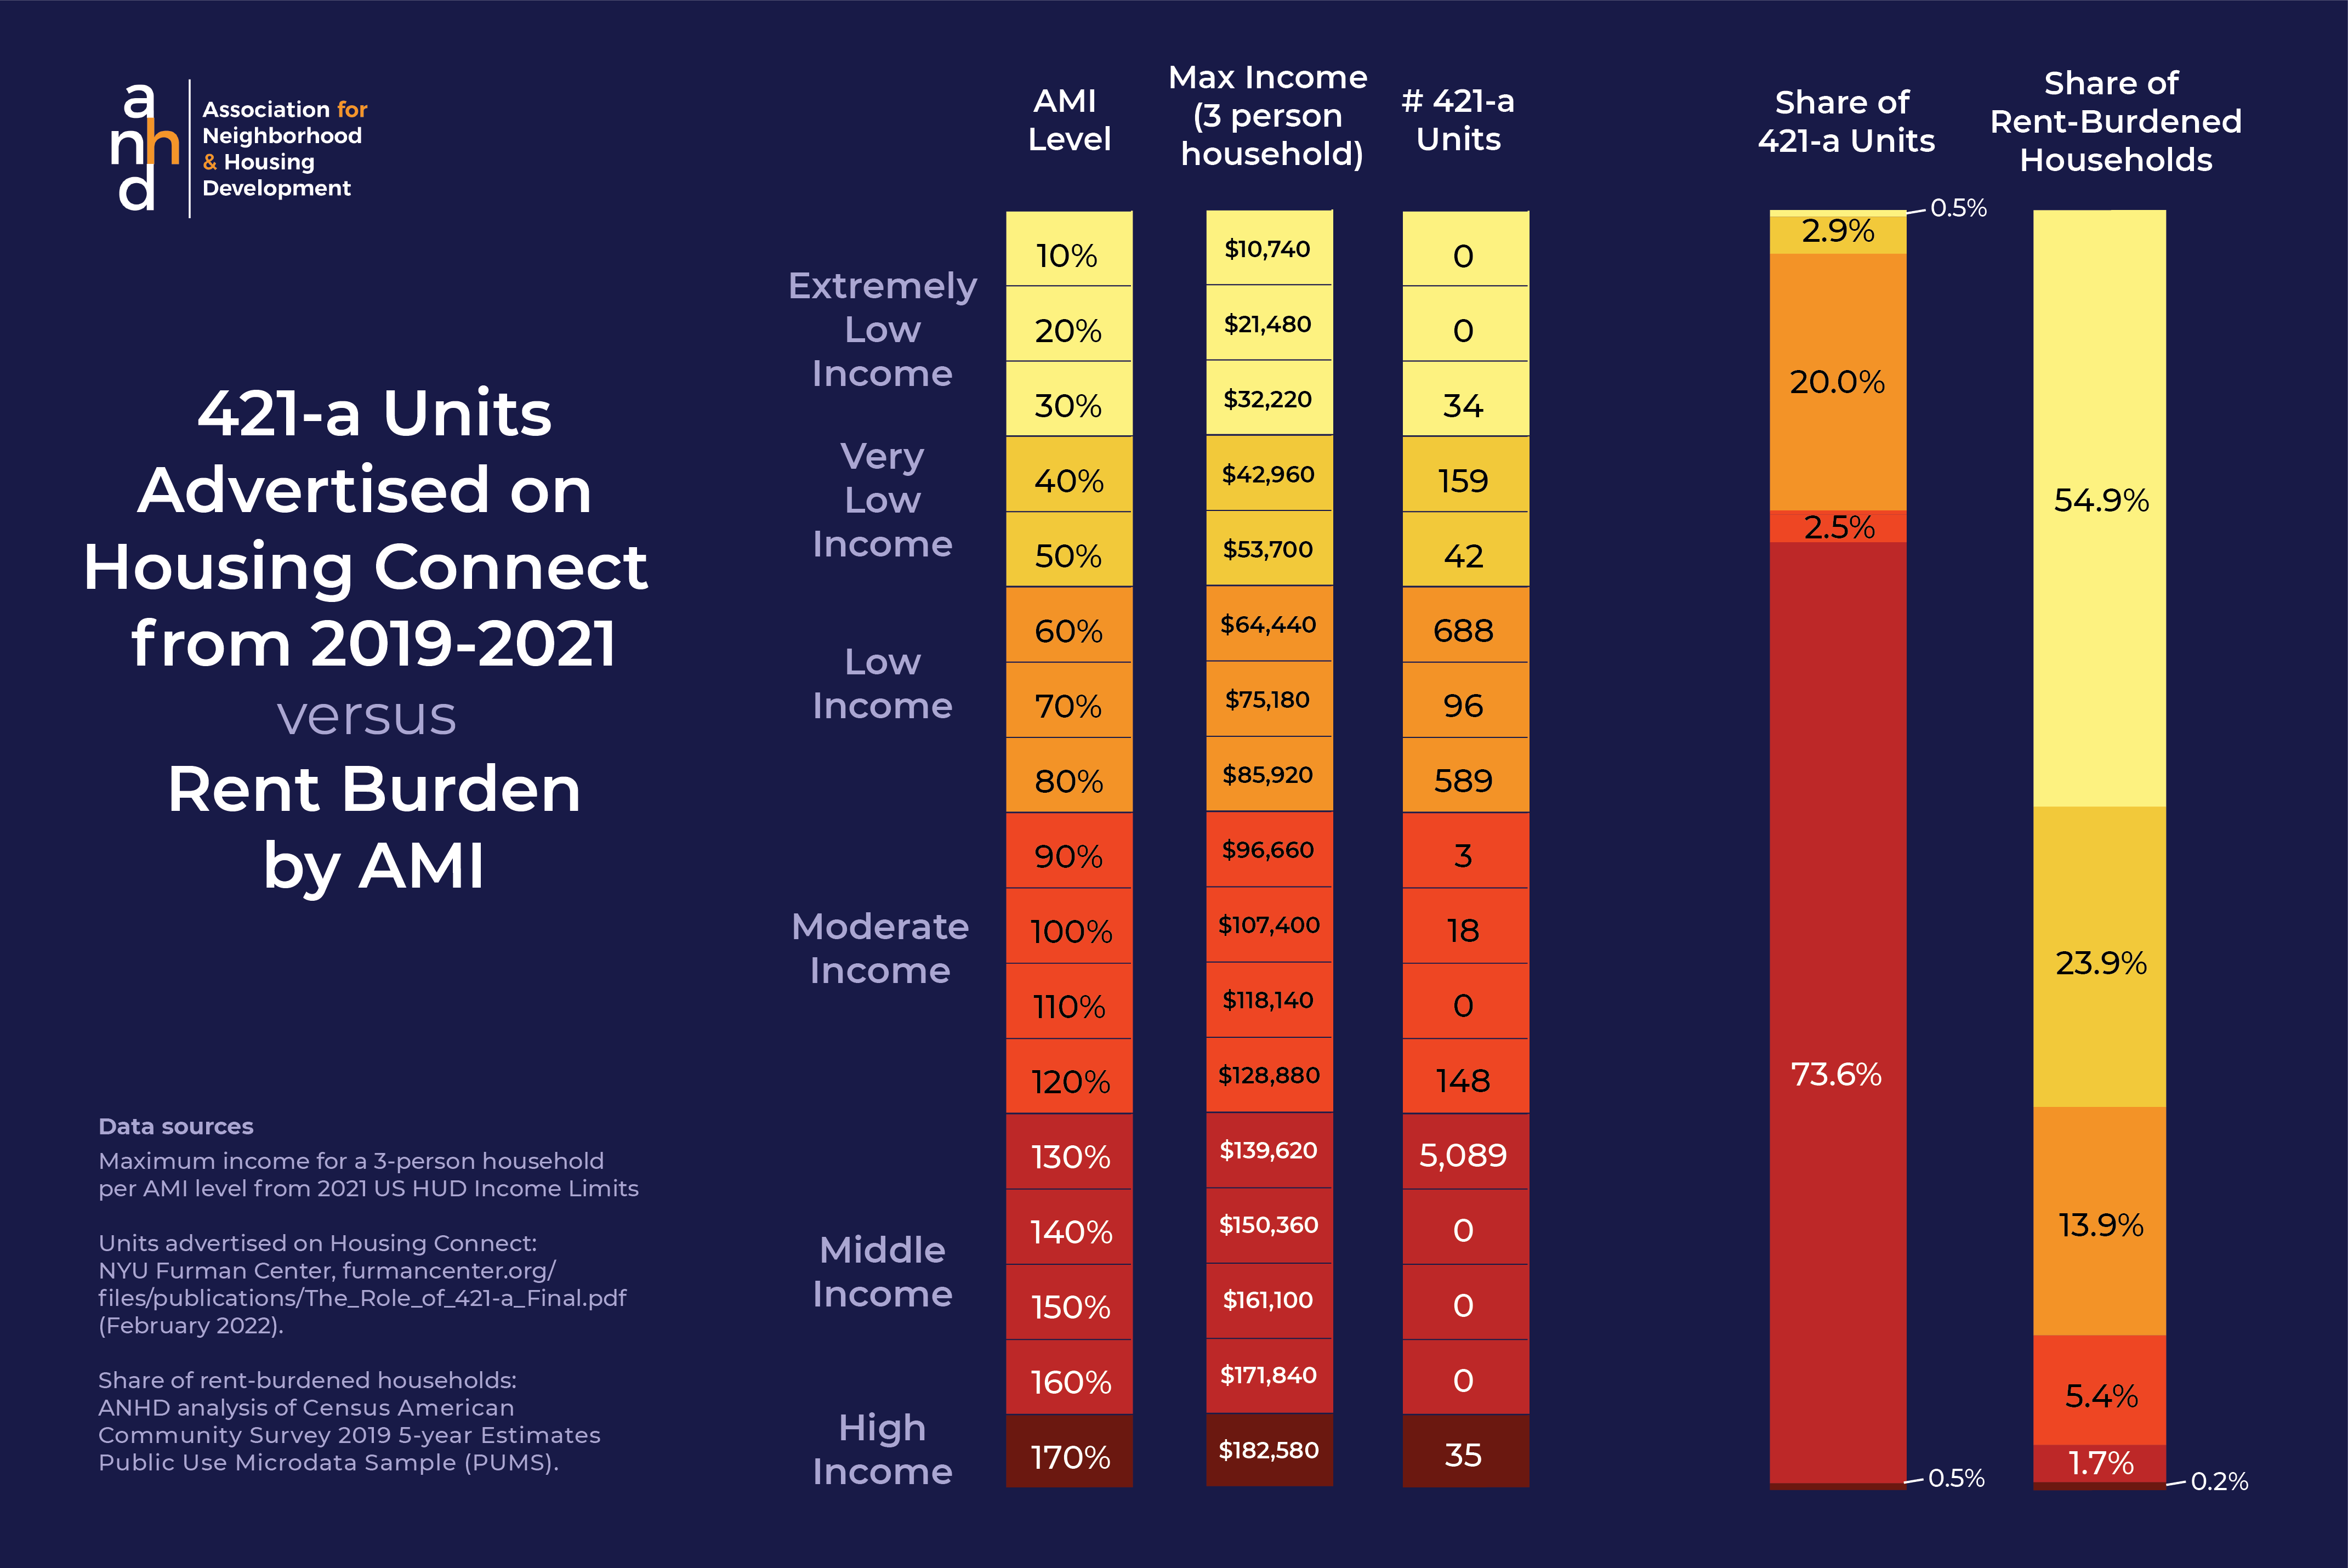 a
nh
d
Association for
Neighborhood
& Housing
Development
421-a Units
Advertised on
Housing Connect
from 2019-2021
versus
Rent Burden
by AMI
Data sources
Maximum income for a 3-person household
per AMI level from 2021 US HUD Income Limits
Units advertised on Housing Connect:
NYU Furman Center, furmancenter.org/
files/publications/The_Role_of_421-a_Final.pdf
(February 2022).
Share of rent-burdened households:
ANHD analysis of Census American
Community Survey 2019 5-year Estimates
Public Use Microdata Sample (PUMS).
Extremely
Low
Income
Very
Low
Income
Low
Income
Moderate
Income
Middle
Income
High
Income
AMI
Level
10%
20%
30%
40%
50%
60%
70%
80%
90%
100%
110%
120%
130%
140%
150%
160%
170%
Max Income
(3 person
household)
$10,740
$21,480
$32,220
$42,960
$53,700
$64,440
$75,180
$85,920
$96,660
$107,400
$118,140
$128,880
$139,620
$150,360
$161,100
$171,840
$182,580
# 421-a
Units
0
0
34
159
42
688
96
589
3
18
0
148
5,089
0
0
0
35
Share of
421-a Units
0.5%
2.9%
20.0%
2.5%
73.6%
0.5%
Share of
Rent-Burdened
Households
54.9%
23.9%
13.9%
5.4%
1.7%
0.2%